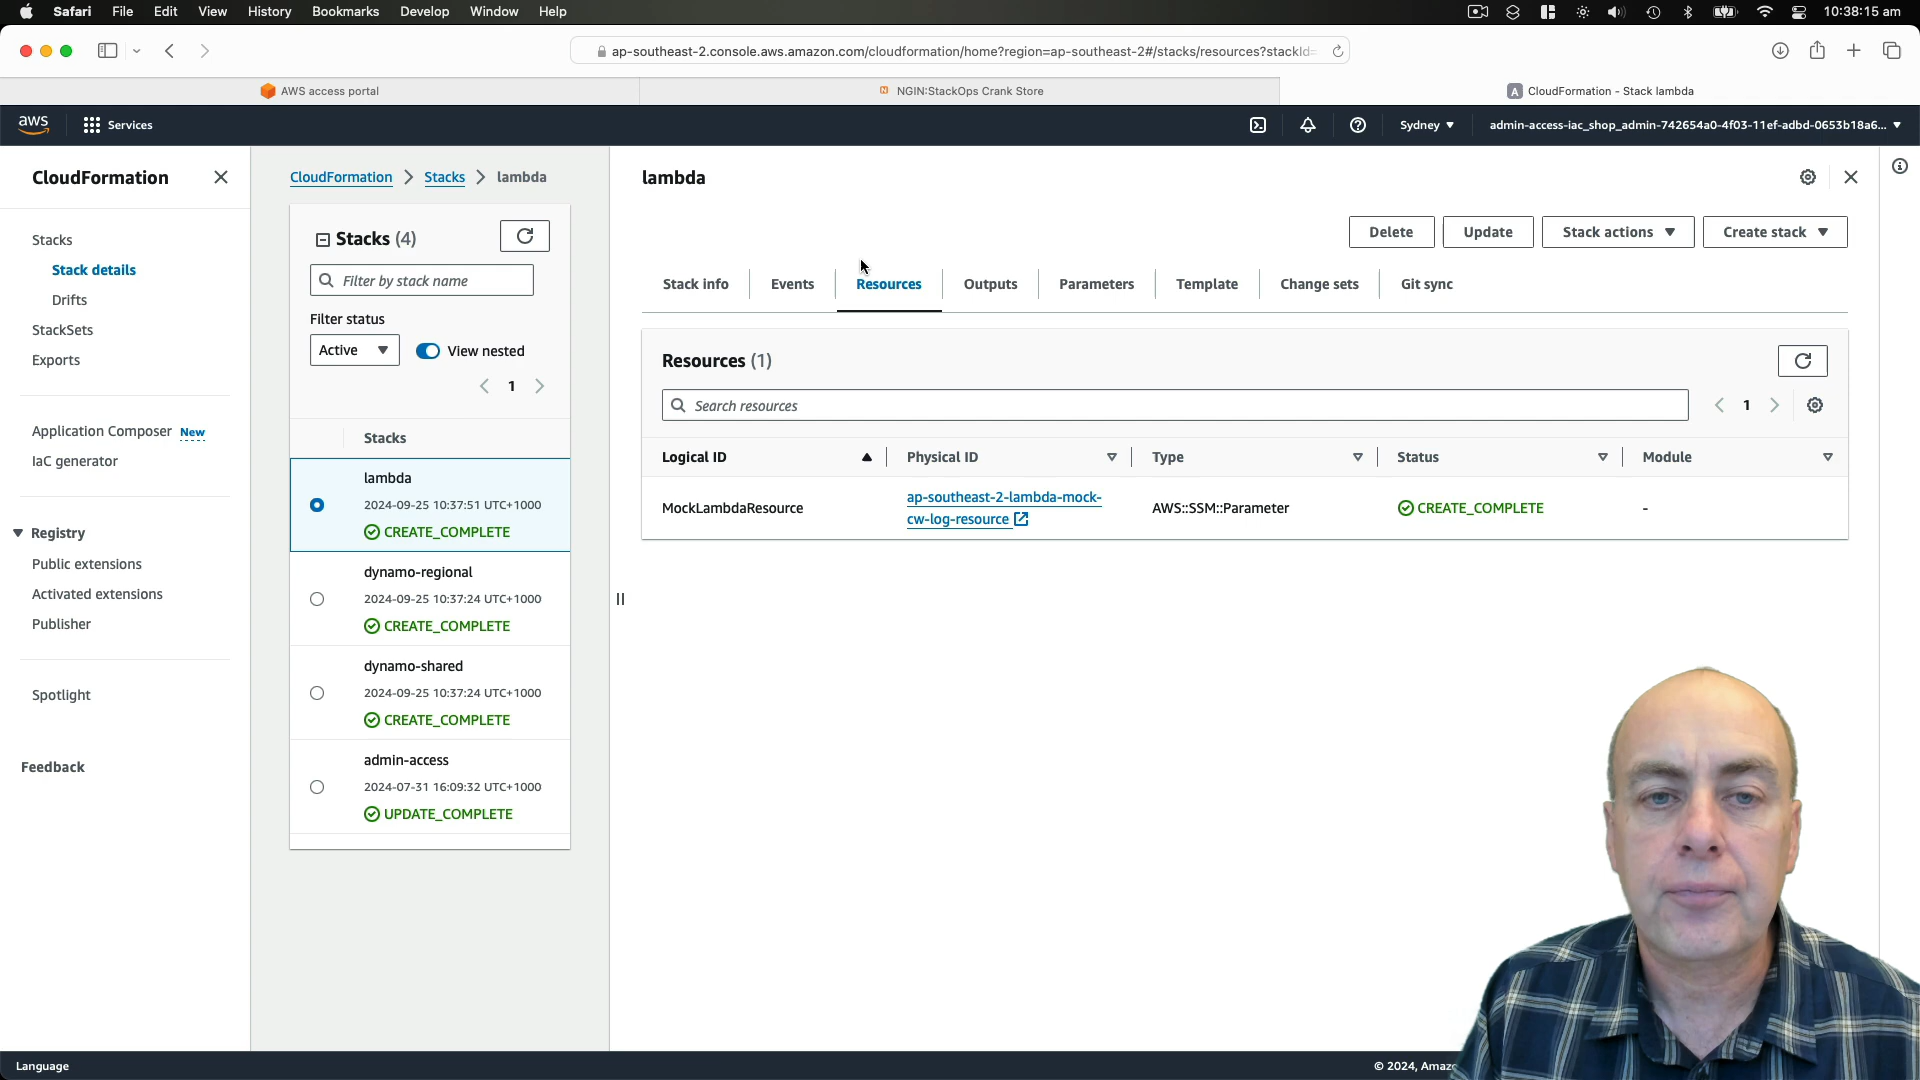 Safari File Edit View History Bookmarks Develop Window Help 10:38:15 am
ap-southeast-2.console.aws.amazon.com/cloudformation/home?region=ap-southeast-2#/stacks/resources?stackId=
AWS access portal
NGIN:StackOps Crank Store
CloudFormation - Stack lambda
aws Services Sydney admin-access-iac_shop_admin-742654a0-4f03-11ef-adbd-0653b18a6...
CloudFormation
Stacks
Stack details
Drifts
StackSets
Exports
Application Composer New
IaC generator
Registry
Public extensions
Activated extensions
Publisher
Spotlight
Feedback
CloudFormation Stacks lambda
Stacks (4)
Filter by stack name
Filter status
Active View nested
1
Stacks
lambda
2024-09-25 10:37:51 UTC+1000
CREATE_COMPLETE
dynamo-regional
2024-09-25 10:37:24 UTC+1000
CREATE_COMPLETE
dynamo-shared
2024-09-25 10:37:24 UTC+1000
CREATE_COMPLETE
admin-access
2024-07-31 16:09:32 UTC+1000
UPDATE_COMPLETE
lambda
Delete Update Stack actions Create stack
Stack info Events Resources Outputs Parameters Template Change sets Git sync
Resources (1)
Search resources 1
Logical ID Physical ID Type Status Module
MockLambdaResource
ap-southeast-2-lambda-mock-
cw-log-resource
AWS::SSM::Parameter
CREATE_COMPLETE
-
Language
© 2024,